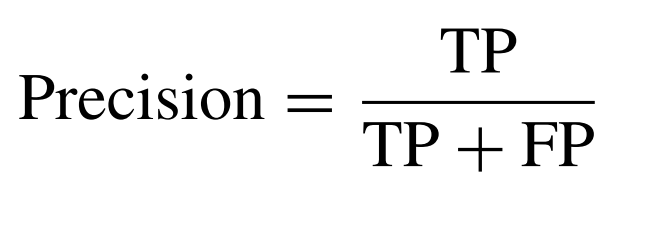 Precision = TP / TP + FP